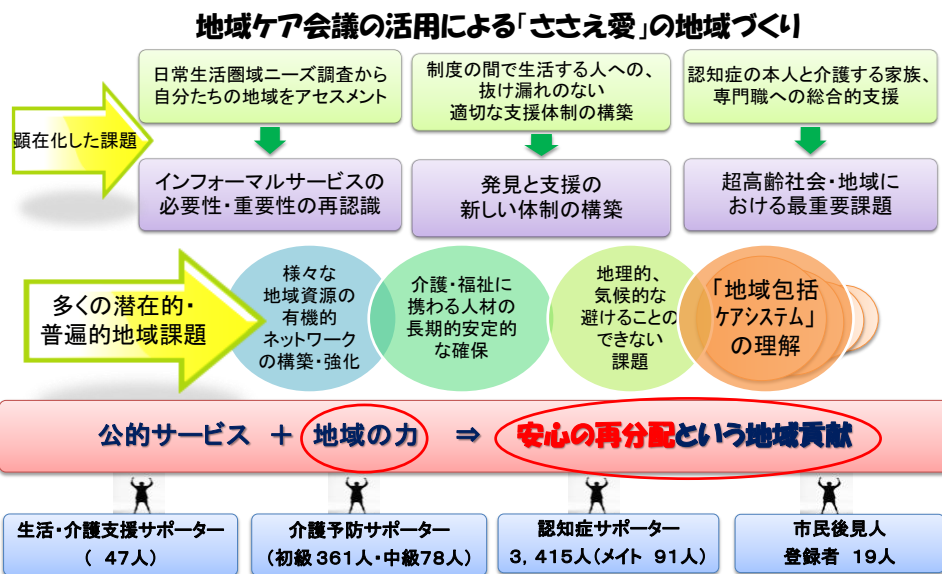 地域ケア会議の活用による「ささえ愛」の地域づくり
顕在化した課題
日常生活圏域ニーズ調査から
自分たちの地域をアセスメント
制度の間で生活する人への、
抜け漏れのない
適切な支援体制の構築
認知症の本人と介護する家族、
専門職への総合的支援
インフォーマルサービスの
必要性・重要性の再認識
発見と支援の
新しい体制の構築
超高齢社会・地域に
おける最重要課題
多くの潜在的・
普遍的地域課題
様々な
地域資源の
有機的
ネットワーク
の構築・強化
介護・福祉に
携わる人材の
長期的安定的
な確保
地理的、
気候的な
避けることの
できない
課題
「地域包括
ケアシステム」
の理解
公的サービス + 地域の力 ⇒ 安心の再分配という地域貢献
生活・介護支援サポーター
( 47人)
介護予防サポーター
(初級361人・中級78人)
認知症サポーター
3,415人(メイト 91人)
市民後見人
登録者 19人